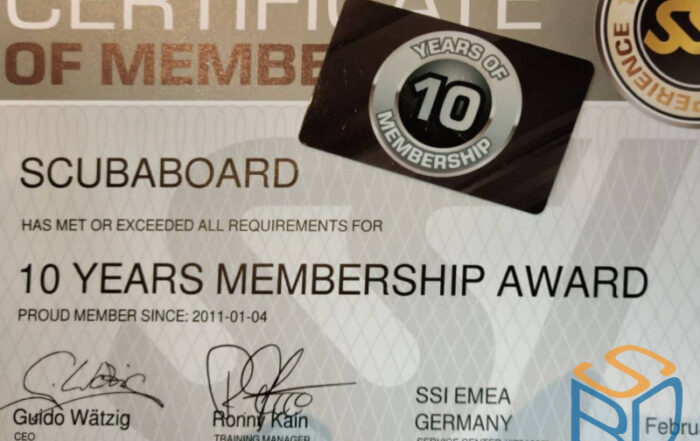 CERTIFICATE
OF MEMBE
YEARS OF
10
MEMBERSHIP
SCUBABOARD
HAS MET OR EXCEEDED ALL REQUIREMENTS FOR
10 YEARS MEMBERSHIP AWARD
PROUD MEMBER SINCE: 2011-01-04
Guido Wätzig
CEO
Ronny Kain
TRAINING MANAGER
SSI EMEA
GERMANY
Febru